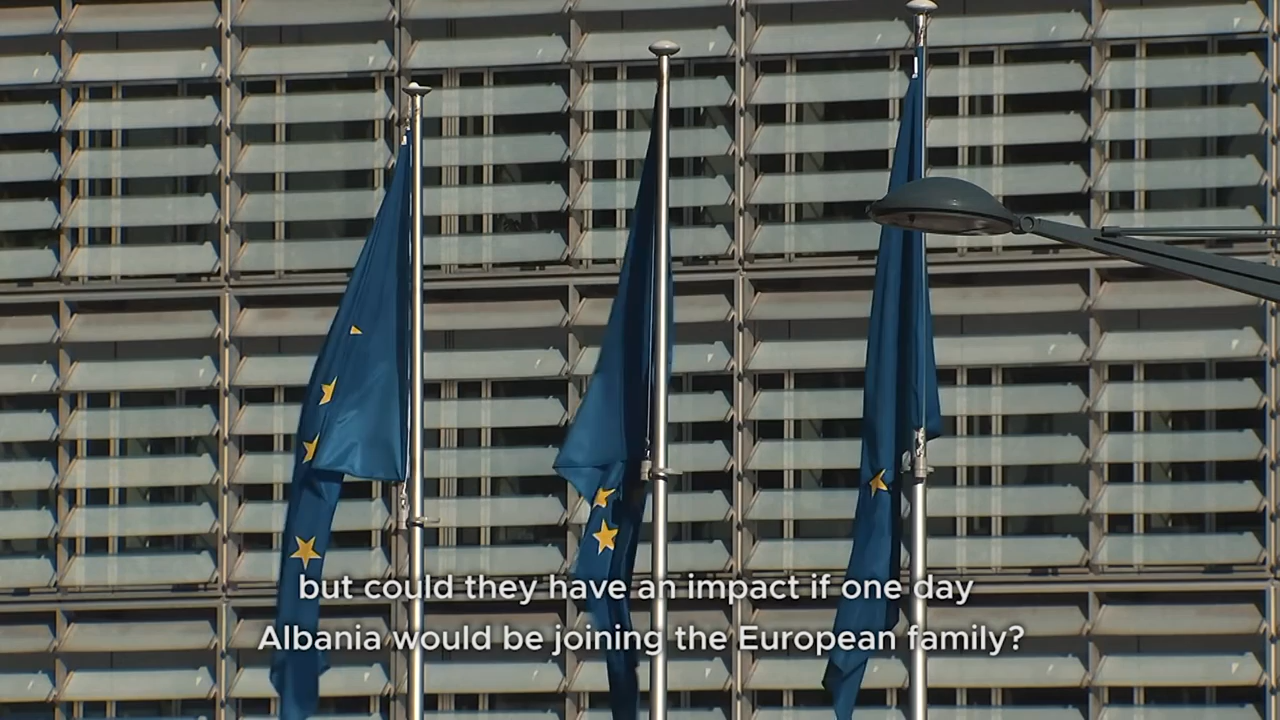 but could they have an impact if one day
Albania would be joining the European family?